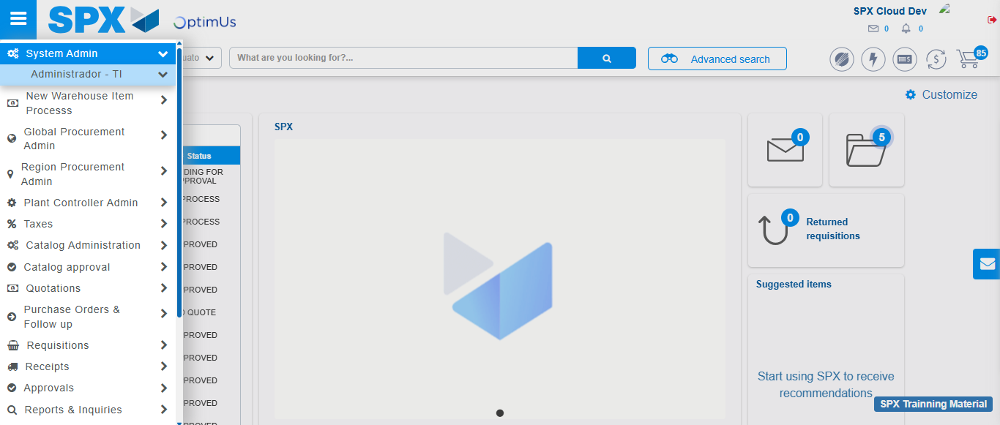 SPX
OptimUs
SPX Cloud Dev
0
0
System Admin
Administrador - TI
New Warehouse Item
Processs
Global Procurement
Admin
Region Procurement
Admin
Plant Controller Admin
Taxes
Catalog Administration
Catalog approval
Quotations
Purchase Orders &
Follow up
Requisitions
Receipts
Approvals
Reports & Inquiries
uato
What are you looking for?...
Advanced search
85
Customize
Status
DING FOR
PROVAL
PROCESS
PROCESS
PROVED
PROVED
PROVED
O QUOTE
PROVED
PROVED
PROVED
PROVED
PROVED
SPX
0
5
0
Returned
requisitions
Suggested items
Start using SPX to receive
recommendations
SPX Trainning Material